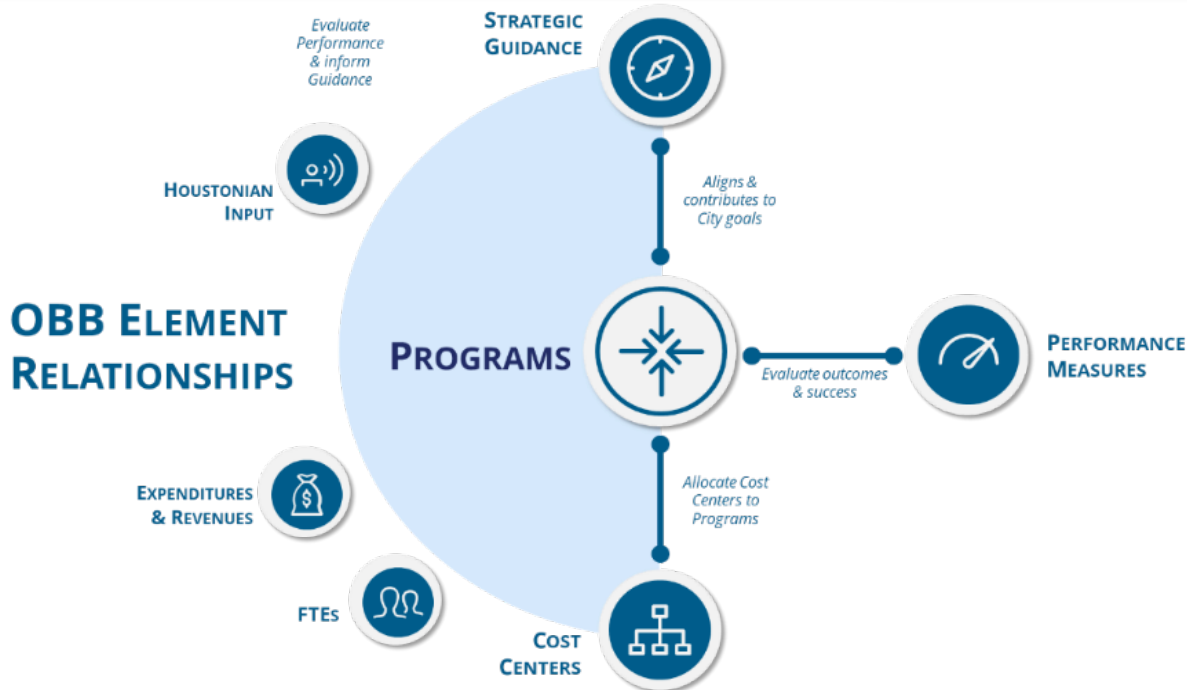 Evaluate
Performance
& inform
Guidance
STRATEGIC
GUIDANCE
HOUSTONIAN
INPUT
Aligns &
contributes to
City goals
OBB ELEMENT
RELATIONSHIPS
PROGRAMS
PERFORMANCE
MEASURES
Evaluate outcomes
& success
EXPENDITURES
& REVENUES
$
Allocate Cost
Centers to
Programs
FTES
COST
CENTERS